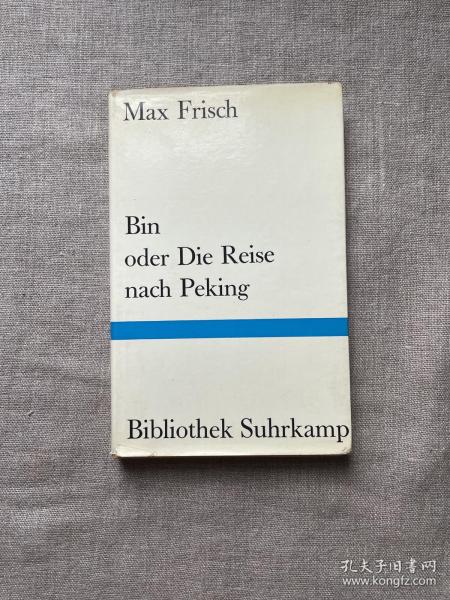 Max Frisch
Bin
oder Die Reise
nach Peking
Bibliothek Suhrkamp
孔夫子旧书网
www.kongfz.com